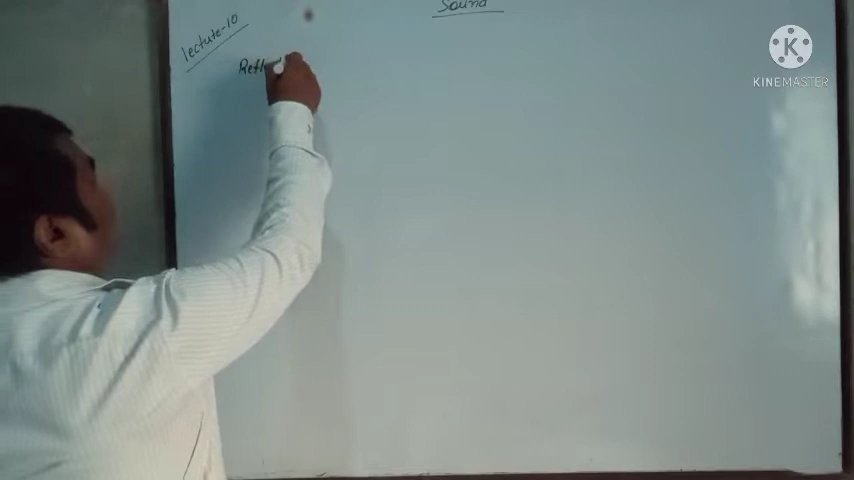 Sound
lecture-10
Refl
K
KINEMASTER